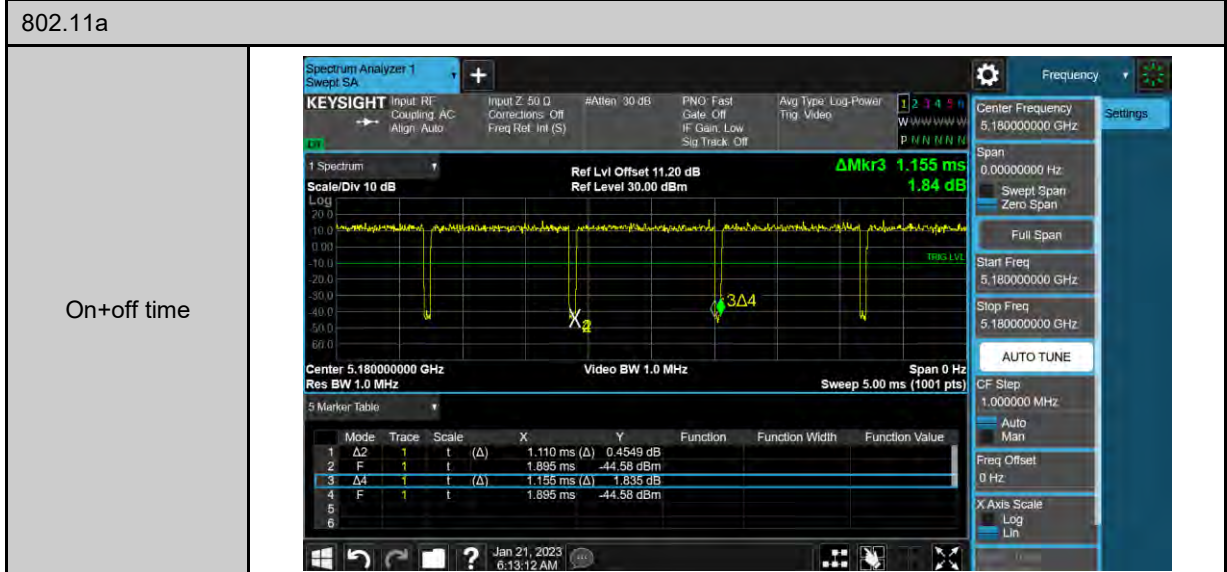 802.11a
On+off time
Spectrum Analyzer 1
Swept SA
Frequency
KEYSIGHT
Input: RF
Coupling: AC
Align: Auto
Input Z: 50 Ω
Corrections: Off
Freq Ref: Int (S)
#Atten: 30 dB
PNO: Fast
Gate: Off
IF Gain: Low
Sig Track: Off
Avg Type: Log-Power
Trig: Video
1 2 3 4 5 6
W W W W W W
P N N N N N
Settings
Center Frequency
5.180000000 GHz
Span
0.00000000 Hz
Swept Span
Zero Span
Full Span
Start Freq
5.180000000 GHz
Stop Freq
5.180000000 GHz
AUTO TUNE
CF Step
1.000000 MHz
Auto
Man
Freq Offset
0 Hz
X Axis Scale
Log
Lin
1 Spectrum
Scale/Div 10 dB
Ref Lvl Offset 11.20 dB
Ref Level 30.00 dBm
ΔMkr3 1.155 ms
1.84 dB
Log
20.0
10.0
0.00
-10.0
-30.0
-40.0
-50.0
TRIG LVL
3Δ4
X
2
Center 5.180000000 GHz
Res BW 1.0 MHz
Video BW 1.0 MHz
Span 0 Hz
Sweep 5.00 ms (1001 pts)
5 Marker Table
Mode Trace Scale X Y Function Function Width Function Value
1 Δ2 1 t (Δ) 1.110 ms (Δ) 0.4549 dB
2 F 1 t 1.895 ms -44.58 dBm
3 Δ4 1 t (Δ) 1.155 ms (Δ) 1.835 dB
4 F 1 t 1.895 ms -44.58 dBm
5
6
?
Jan 21, 2023
6:13:12 AM